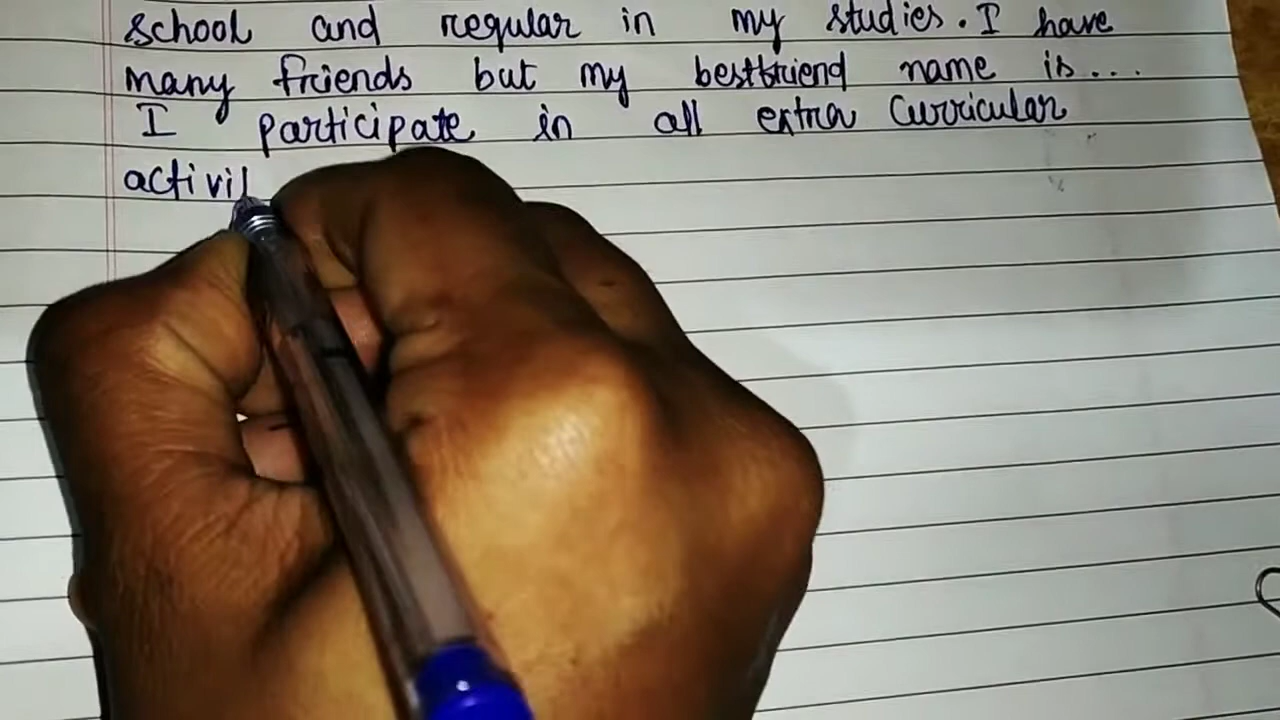 school and regular in my studies. I have
many friends but my bestfriend name is...
I participate in all extra curricular
activi